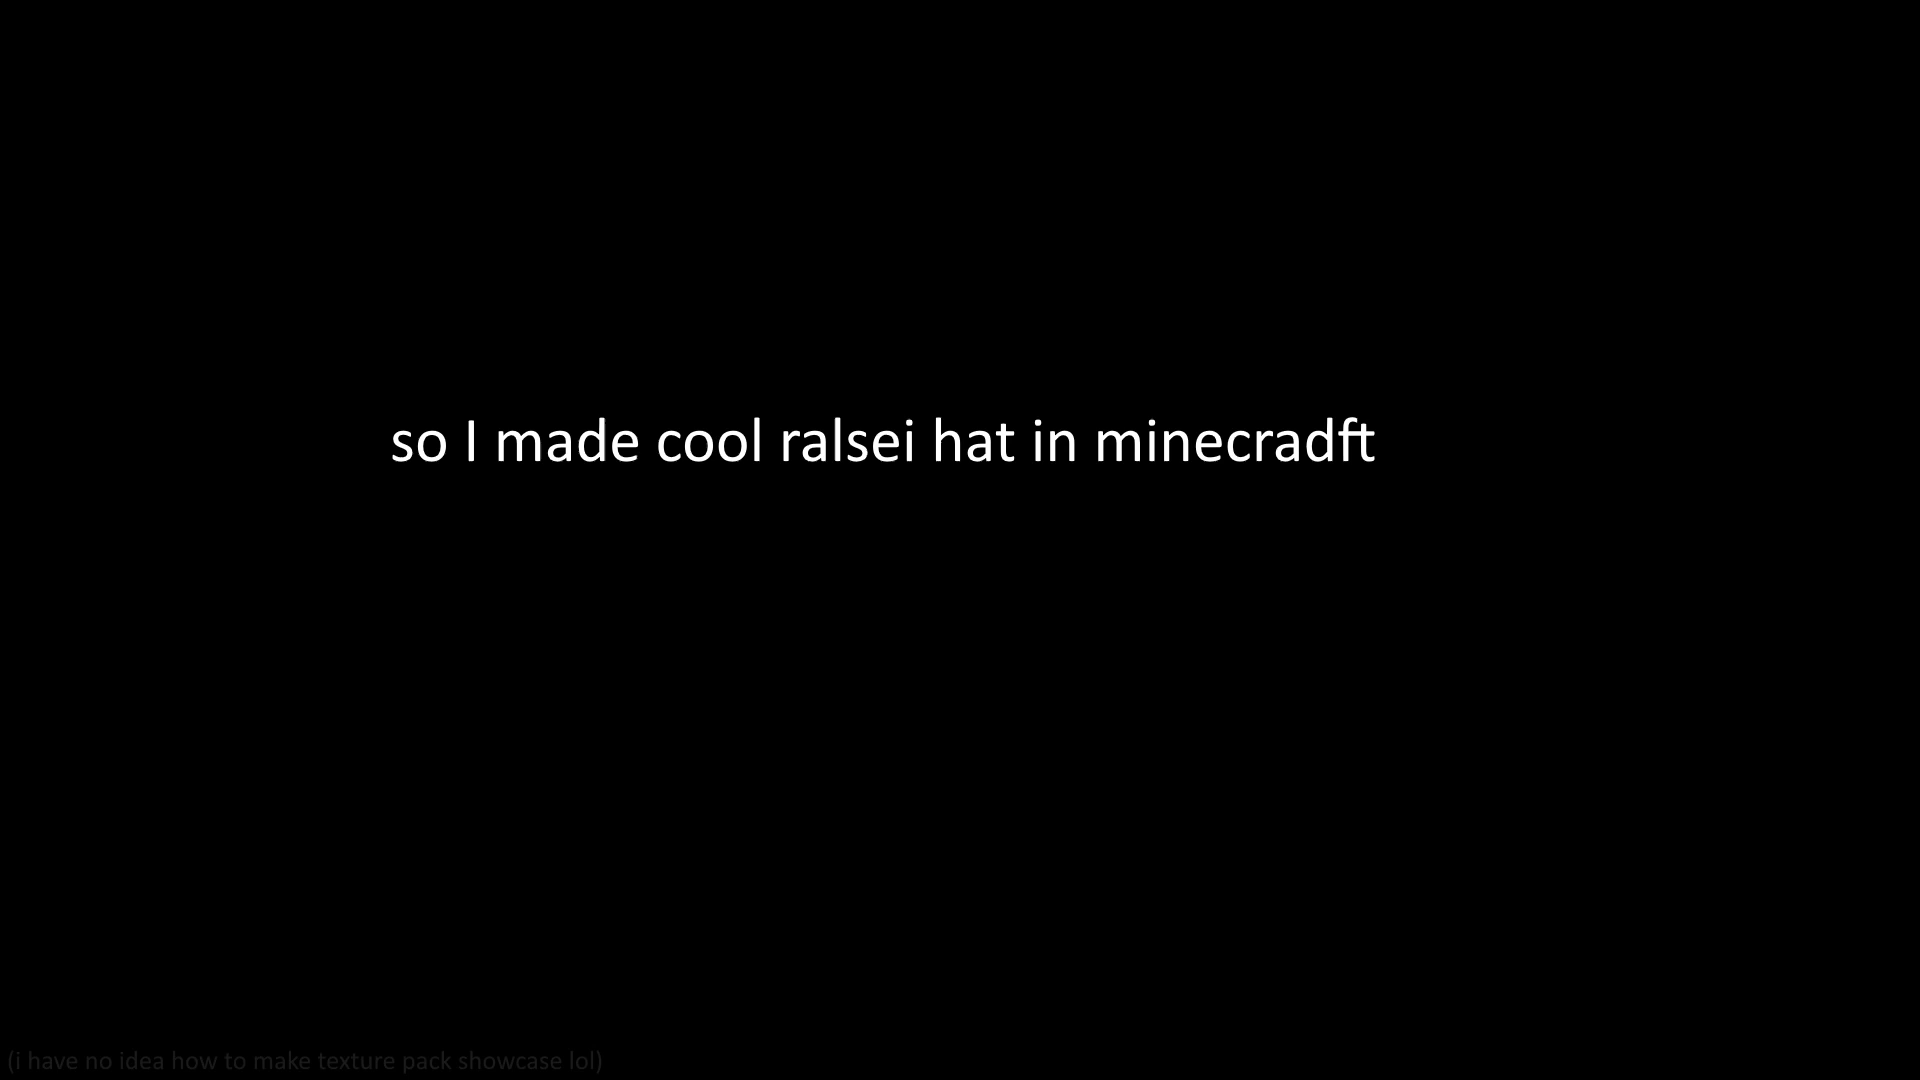 so I made cool ralsei hat in minecradft
(i have no idea how to make texture pack showcase lol)